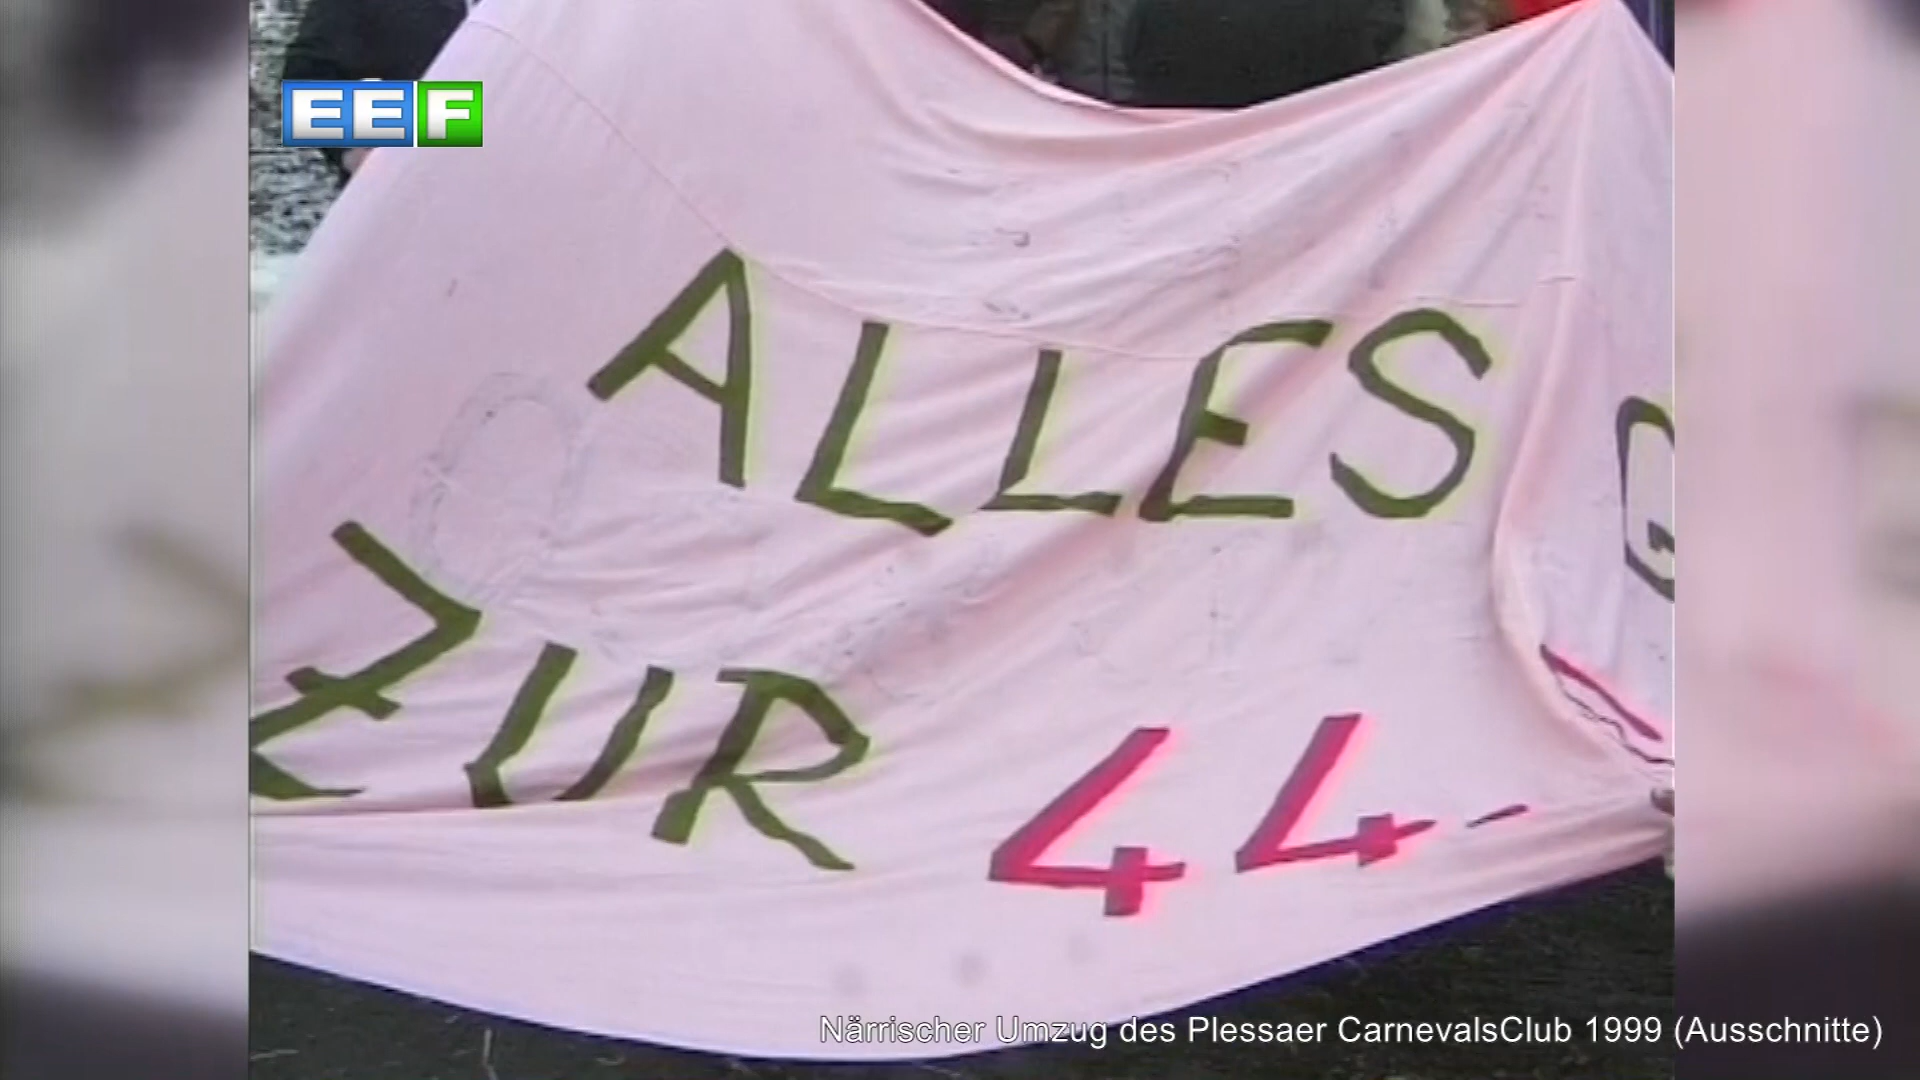 EEF
ALLES G
ZUR 44-
Närrischer Umzug des Plessaer CarnevalsClub 1999 (Ausschnitte)